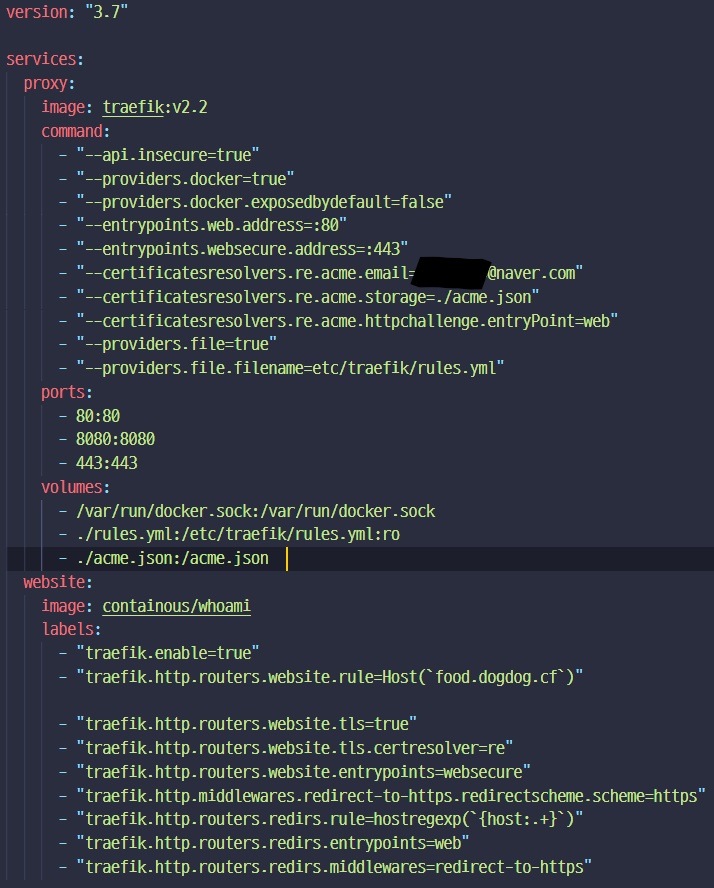 version: "3.7"
services:
proxy:
image: traefik:v2.2
command:
- "--api.insecure=true"
- "--providers.docker=true"
- "--providers.docker.exposedbydefault=false"
- "--entrypoints.web.address=:80"
- "--entrypoints.websecure.address=:443"
- "--certificatesresolvers.re.acme.email=@naver.com"
- "--certificatesresolvers.re.acme.storage=./acme.json"
- "--certificatesresolvers.re.acme.httpchallenge.entryPoint=web"
- "--providers.file=true"
- "--providers.file.filename=etc/traefik/rules.yml"
ports:
- 80:80
- 8080:8080
- 443:443
volumes:
- /var/run/docker.sock:/var/run/docker.sock
- ./rules.yml:/etc/traefik/rules.yml:ro
- ./acme.json:/acme.json
website:
image: containous/whoami
labels:
- "traefik.enable=true"
- "traefik.http.routers.website.rule=Host(`food.dogdog.cf`)"
- "traefik.http.routers.website.tls=true"
- "traefik.http.routers.website.tls.certresolver=re"
- "traefik.http.routers.website.entrypoints=websecure"
- "traefik.http.middlewares.redirect-to-https.redirectscheme.scheme=https"
- "traefik.http.routers.redirs.rule=hostregexp(`{host:.+}`)"
- "traefik.http.routers.redirs.entrypoints=web"
- "traefik.http.routers.redirs.middlewares=redirect-to-https"